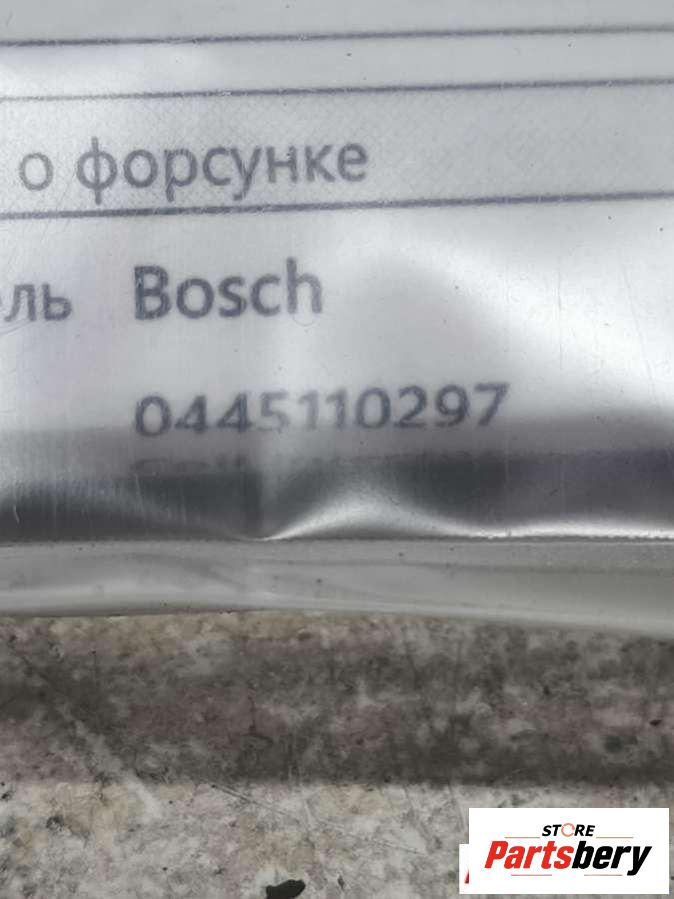 о форсунке
ль Bosch
0445110297
STORE
Partsbery